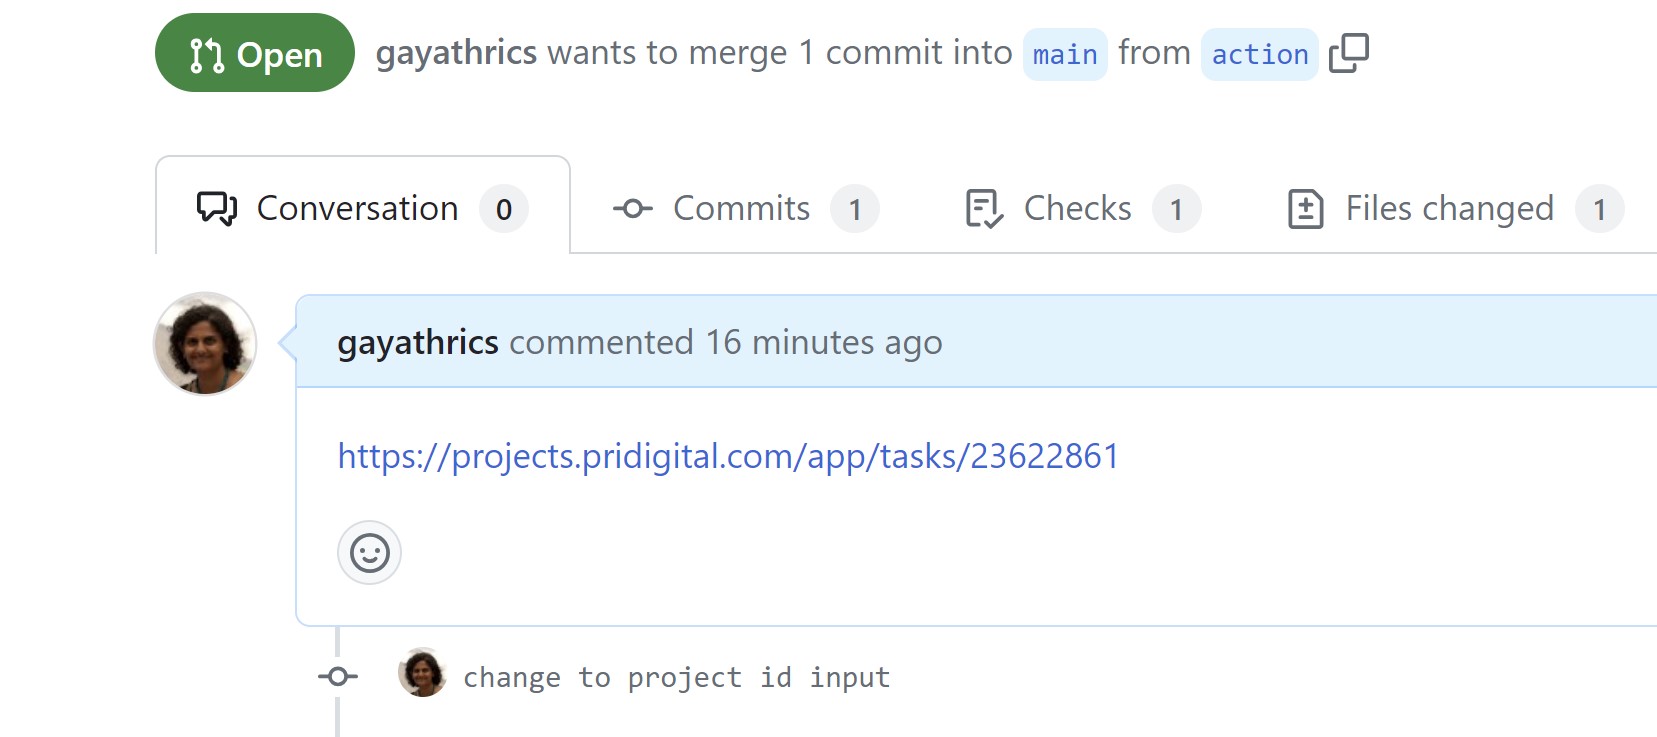 Open gayathrics wants to merge 1 commit into main from action
Conversation 0 Commits 1 Checks 1 Files changed 1
gayathrics commented 16 minutes ago
https://projects.pridigital.com/app/tasks/23622861
change to project id input